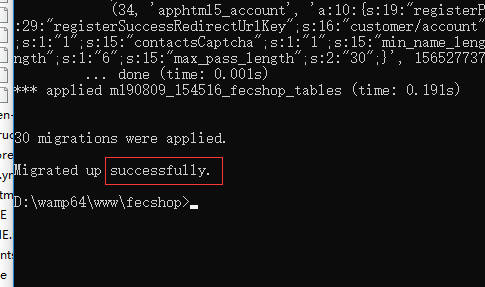 (34, 'apphtml5_account', 'a:10:{s:19:"registerP
:29:"registerSuccessRedirectUrlKey";s:16:"customer/account"
;s:1:"1";s:15:"contactsCaptcha";s:1:"1";s:15:"min_name_leng
ngth";s:1:"6";s:15:"max_pass_length";s:2:"30";}', 156527737
... done (time: 0.001s)
*** applied m190809_154516_fecshop_tables (time: 0.191s)
30 migrations were applied.
Migrated up successfully.
D:\wamp64\www\fecshop>